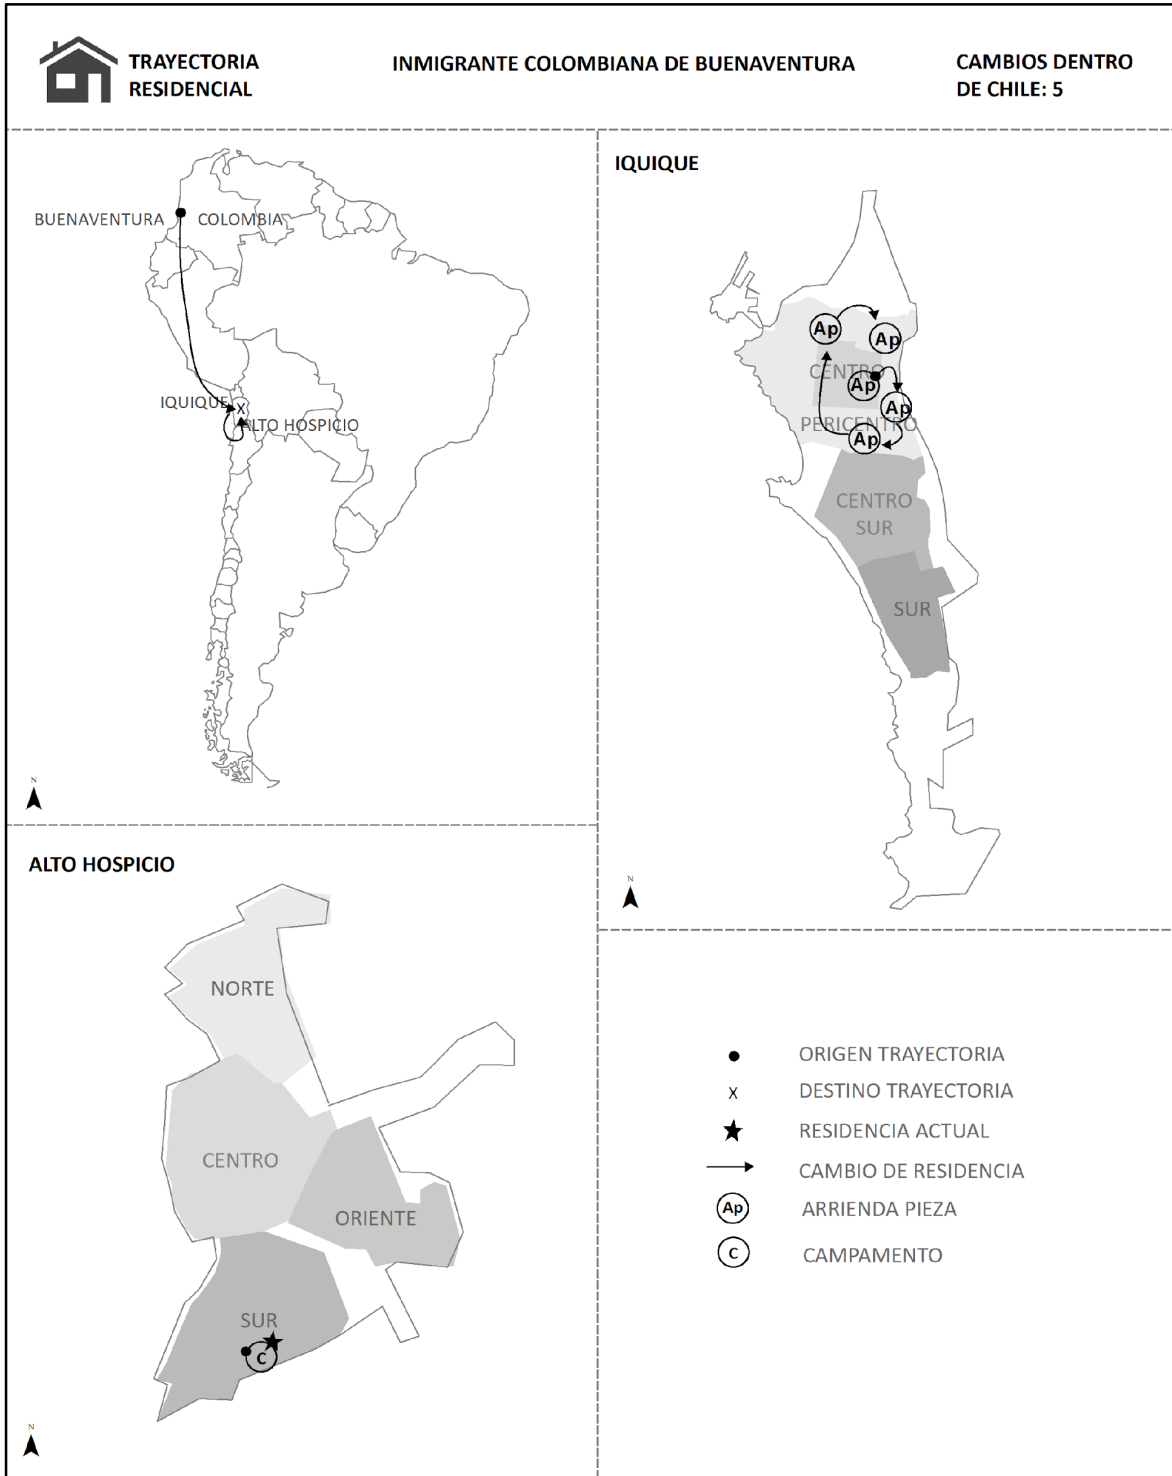 TRAYECTORIA
RESIDENCIAL
INMIGRANTE COLOMBIANA DE BUENAVENTURA
CAMBIOS DENTRO
DE CHILE: 5
BUENAVENTURA
COLOMBIA
IQUIQUE
X
ALTO HOSPICIO
N
IQUIQUE
Ap
Ap
CENTRO
Ap
Ap
PERICENTRO
Ap
CENTRO
SUR
SUR
N
ALTO HOSPICIO
NORTE
CENTRO
ORIENTE
SUR
C
N
ORIGEN TRAYECTORIA
X DESTINO TRAYECTORIA
RESIDENCIA ACTUAL
CAMBIO DE RESIDENCIA
Ap ARRIENDA PIEZA
C CAMPAMENTO